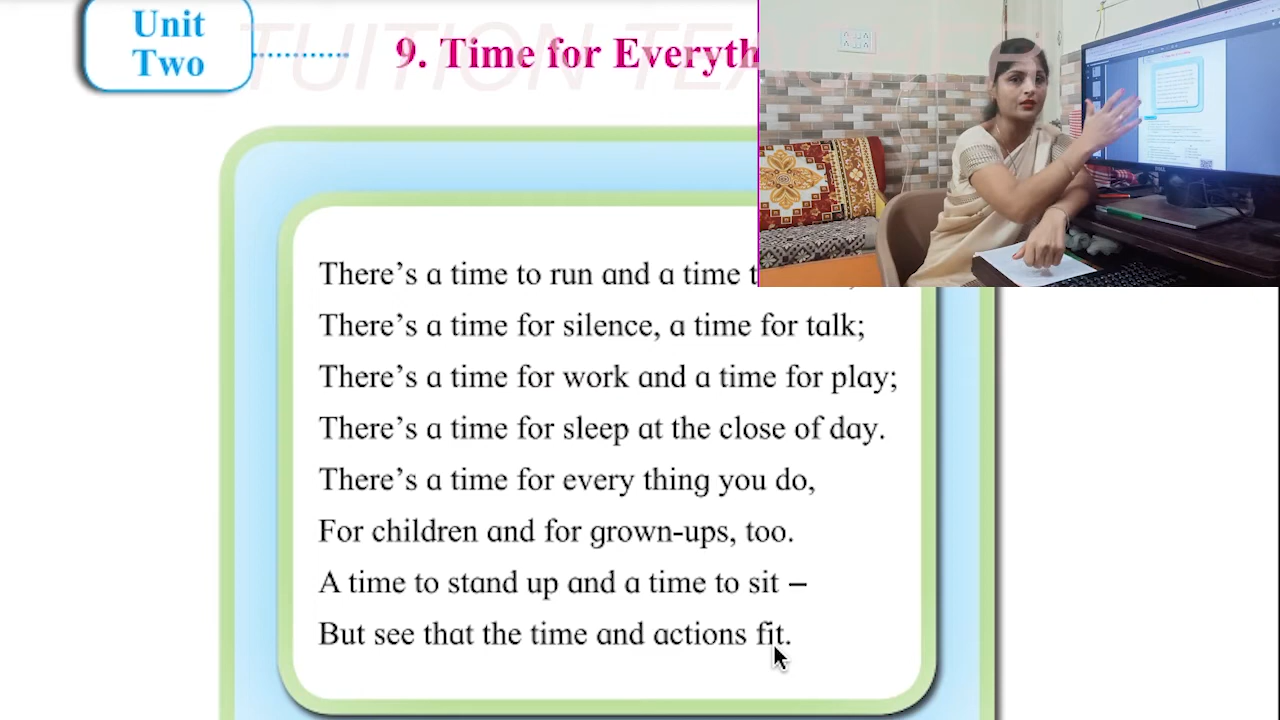 Unit
Two
9. Time for Everyth
TUITION TEACHER
There's a time to run and a time t
There's a time for silence, a time for talk;
There's a time for work and a time for play;
There's a time for sleep at the close of day.
There's a time for every thing you do,
For children and for grown-ups, too.
A time to stand up and a time to sit –
But see that the time and actions fit.